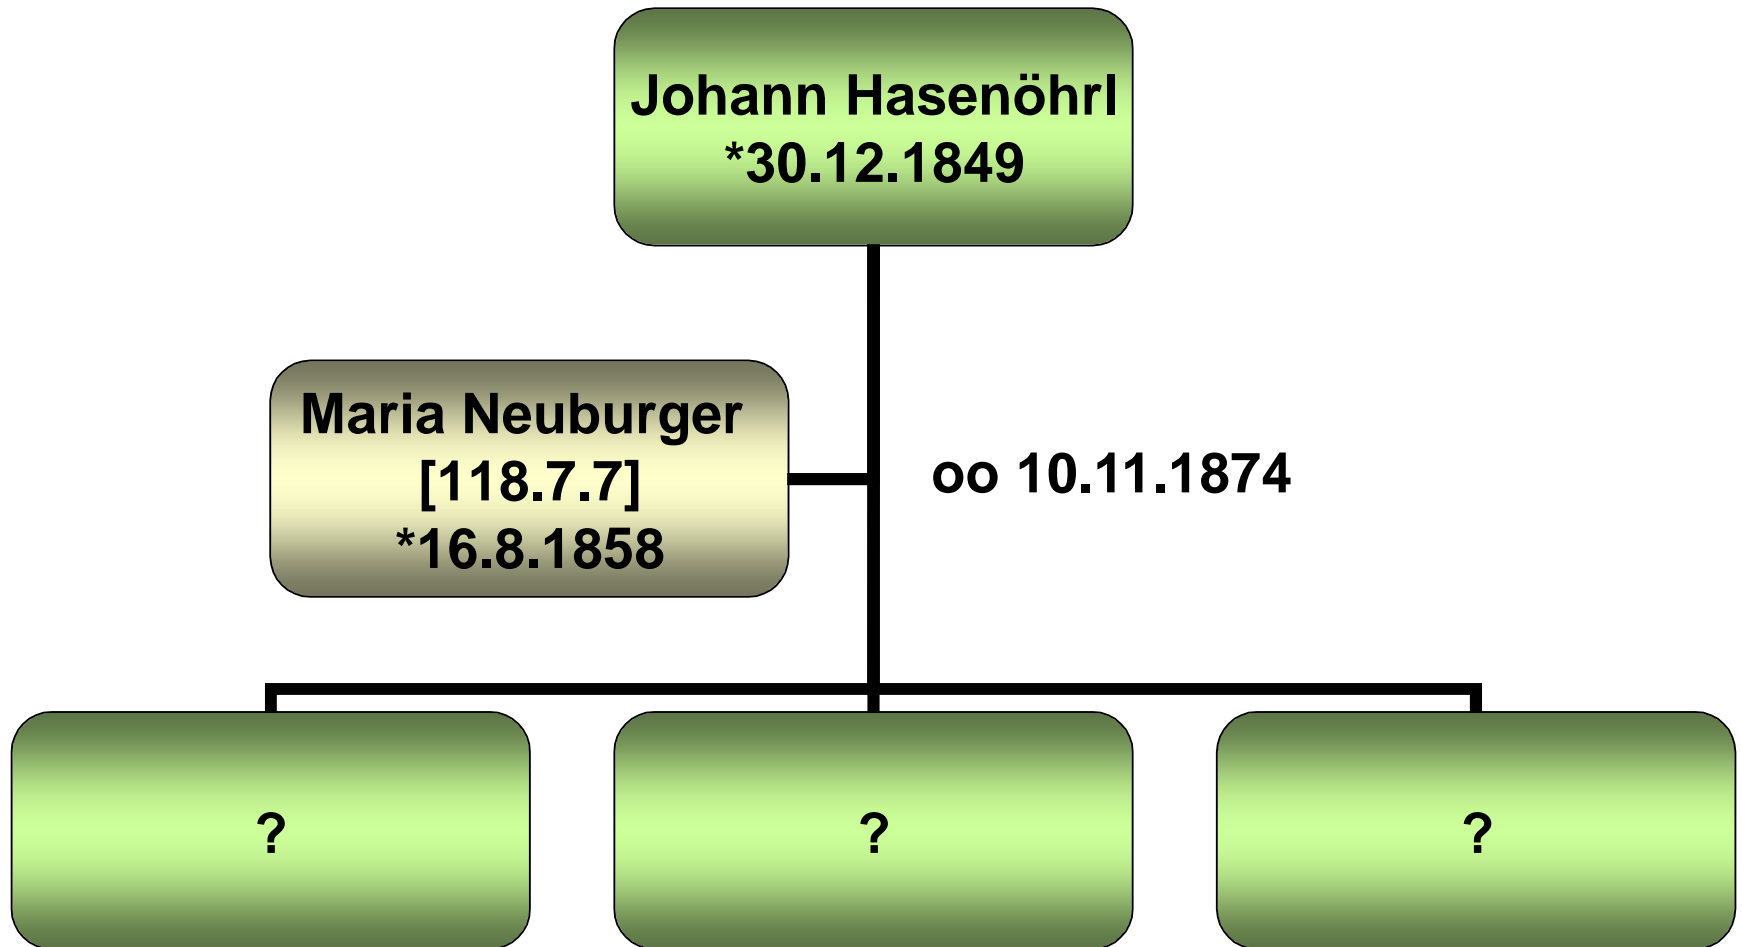 Johann Hasenöhrl
*30.12.1849
Maria Neuburger
[118.7.7]
*16.8.1858
oo 10.11.1874
?
?
?